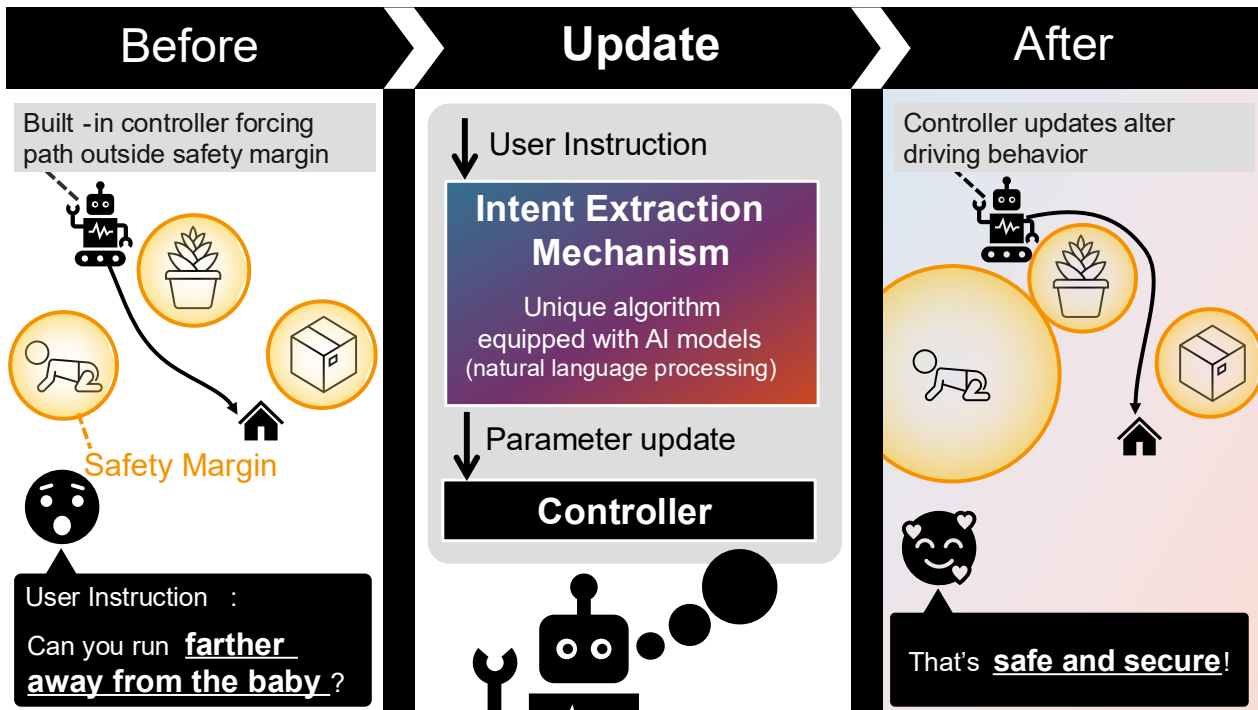 Before
Update
After
Built -in controller forcing
path outside safety margin
Safety Margin
User Instruction :
Can you run farther
away from the baby ?
User Instruction
Intent Extraction
Mechanism
Unique algorithm
equipped with AI models
(natural language processing)
Parameter update
Controller
Controller updates alter
driving behavior
That's safe and secure!